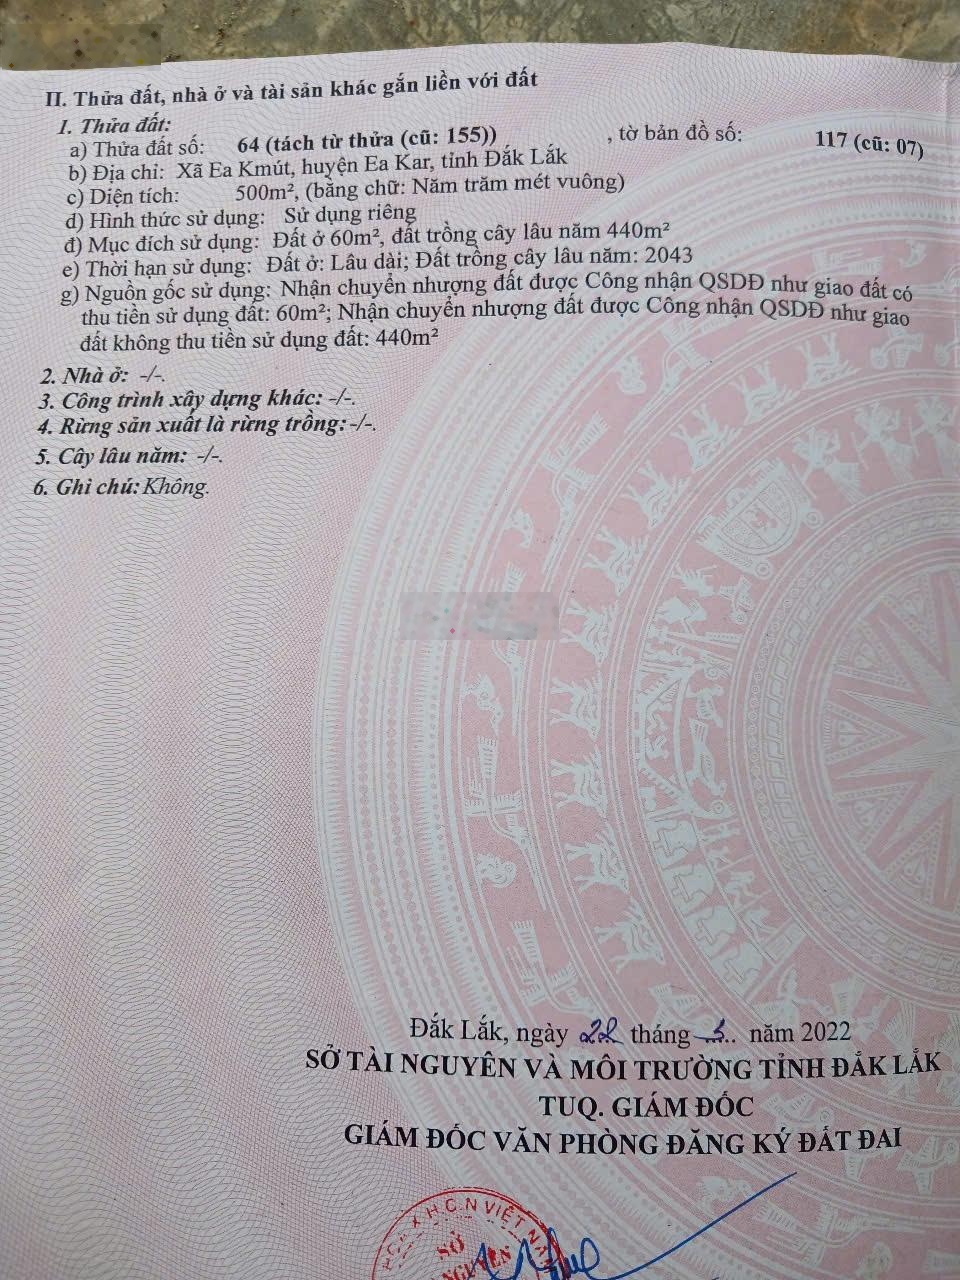 II. Thửa đất, nhà ở và tài sản khác gắn liền với đất
1. Thửa đất:
a) Thửa đất số: 64 (tách từ thửa (cũ: 155)) , tờ bản đồ số: 117 (cũ: 07)
b) Địa chỉ: Xã Ea Kmút, huyện Ea Kar, tỉnh Đắk Lắk
c) Diện tích: 500m², (bằng chữ: Năm trăm mét vuông)
d) Hình thức sử dụng: Sử dụng riêng
đ) Mục đích sử dụng: Đất ở 60m², đất trồng cây lâu năm 440m²
e) Thời hạn sử dụng: Đất ở: Lâu dài; Đất trồng cây lâu năm: 2043
g) Nguồn gốc sử dụng: Nhận chuyển nhượng đất được Công nhận QSDĐ như giao đất có
thu tiền sử dụng đất: 60m²; Nhận chuyển nhượng đất được Công nhận QSDĐ như giao
đất không thu tiền sử dụng đất: 440m²
2. Nhà ở: -/-.
3. Công trình xây dựng khác: -/-.
4. Rừng sản xuất là rừng trồng: -/-.
5. Cây lâu năm: -/-.
6. Ghi chú: Không.
Đắk Lắk, ngày 22 tháng .. năm 2022
SỞ TÀI NGUYÊN VÀ MÔI TRƯỜNG TỈNH ĐẮK LẮK
TUQ. GIÁM ĐỐC
GIÁM ĐỐC VĂN PHÒNG ĐĂNG KÝ ĐẤT ĐAI
X.H.C.N VIỆT NAM
SỞ
NGUYÊN